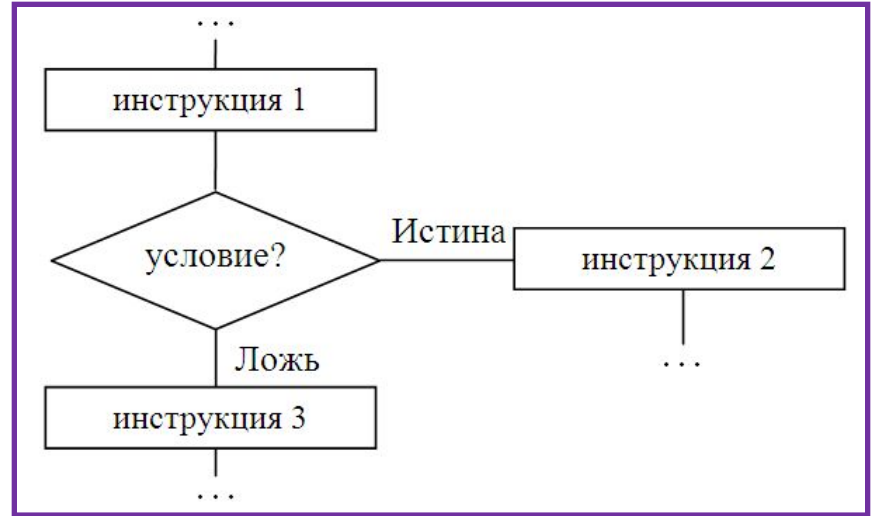 ...
инструкция 1
условие?
Истина
инструкция 2
...
Ложь
инструкция 3
...